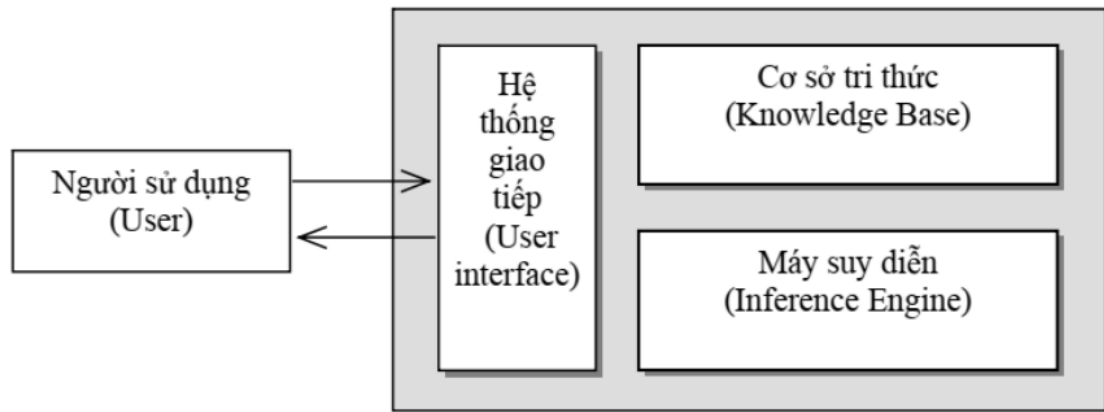 Người sử dụng
(User)
Hệ
thống
giao
tiếp
(User
interface)
Cơ sở tri thức
(Knowledge Base)
Máy suy diễn
(Inference Engine)